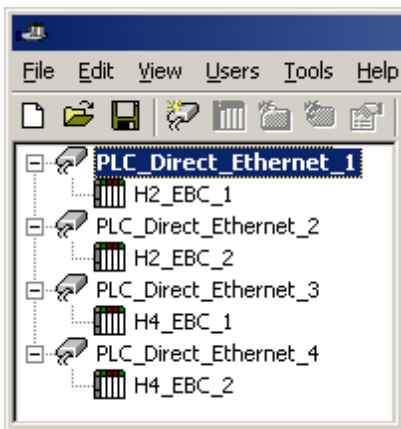 File Edit View Users Tools Help
PLC_Direct_Ethernet_1
H2_EBC_1
PLC_Direct_Ethernet_2
H2_EBC_2
PLC_Direct_Ethernet_3
H4_EBC_1
PLC_Direct_Ethernet_4
H4_EBC_2